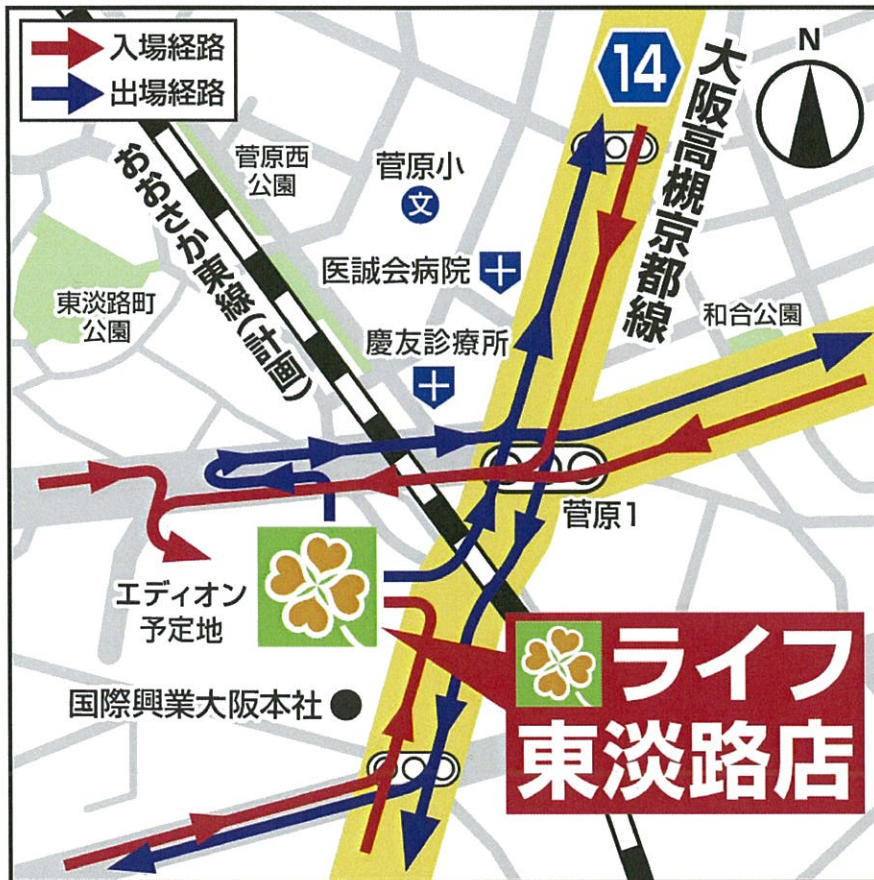 入場経路
出場経路
N
14
大阪高槻京都線
おおさか東線(計画)
菅原西
公園
菅原小
文
医誠会病院
東淡路町
公園
慶友診療所
和合公園
菅原1
エディオン
予定地
国際興業大阪本社
ライフ
東淡路店